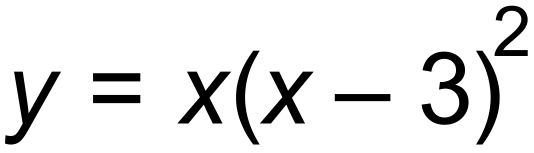 y = x(x – 3)²